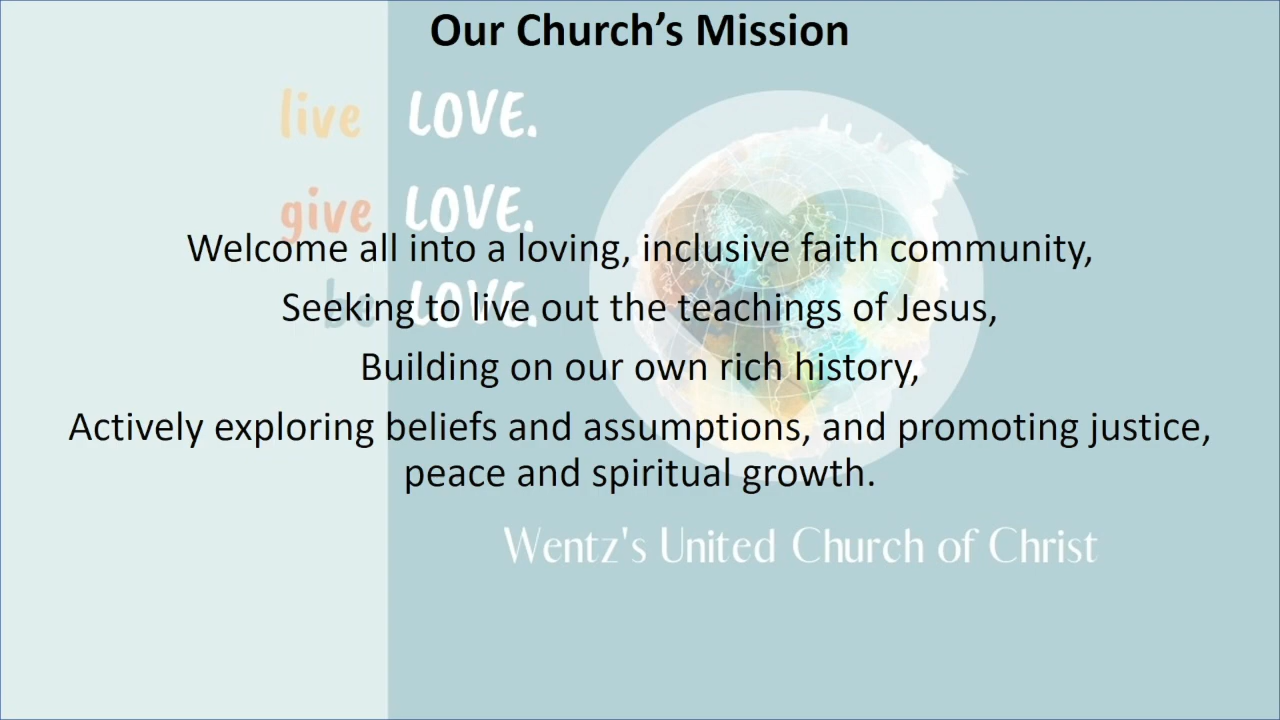 Our Church’s Mission
live LOVE.
give LOVE.
Welcome all into a loving, inclusive faith community,
be LOVE.
Seeking to live out the teachings of Jesus,
Building on our own rich history,
Actively exploring beliefs and assumptions, and promoting justice,
peace and spiritual growth.
Wentz's United Church of Christ